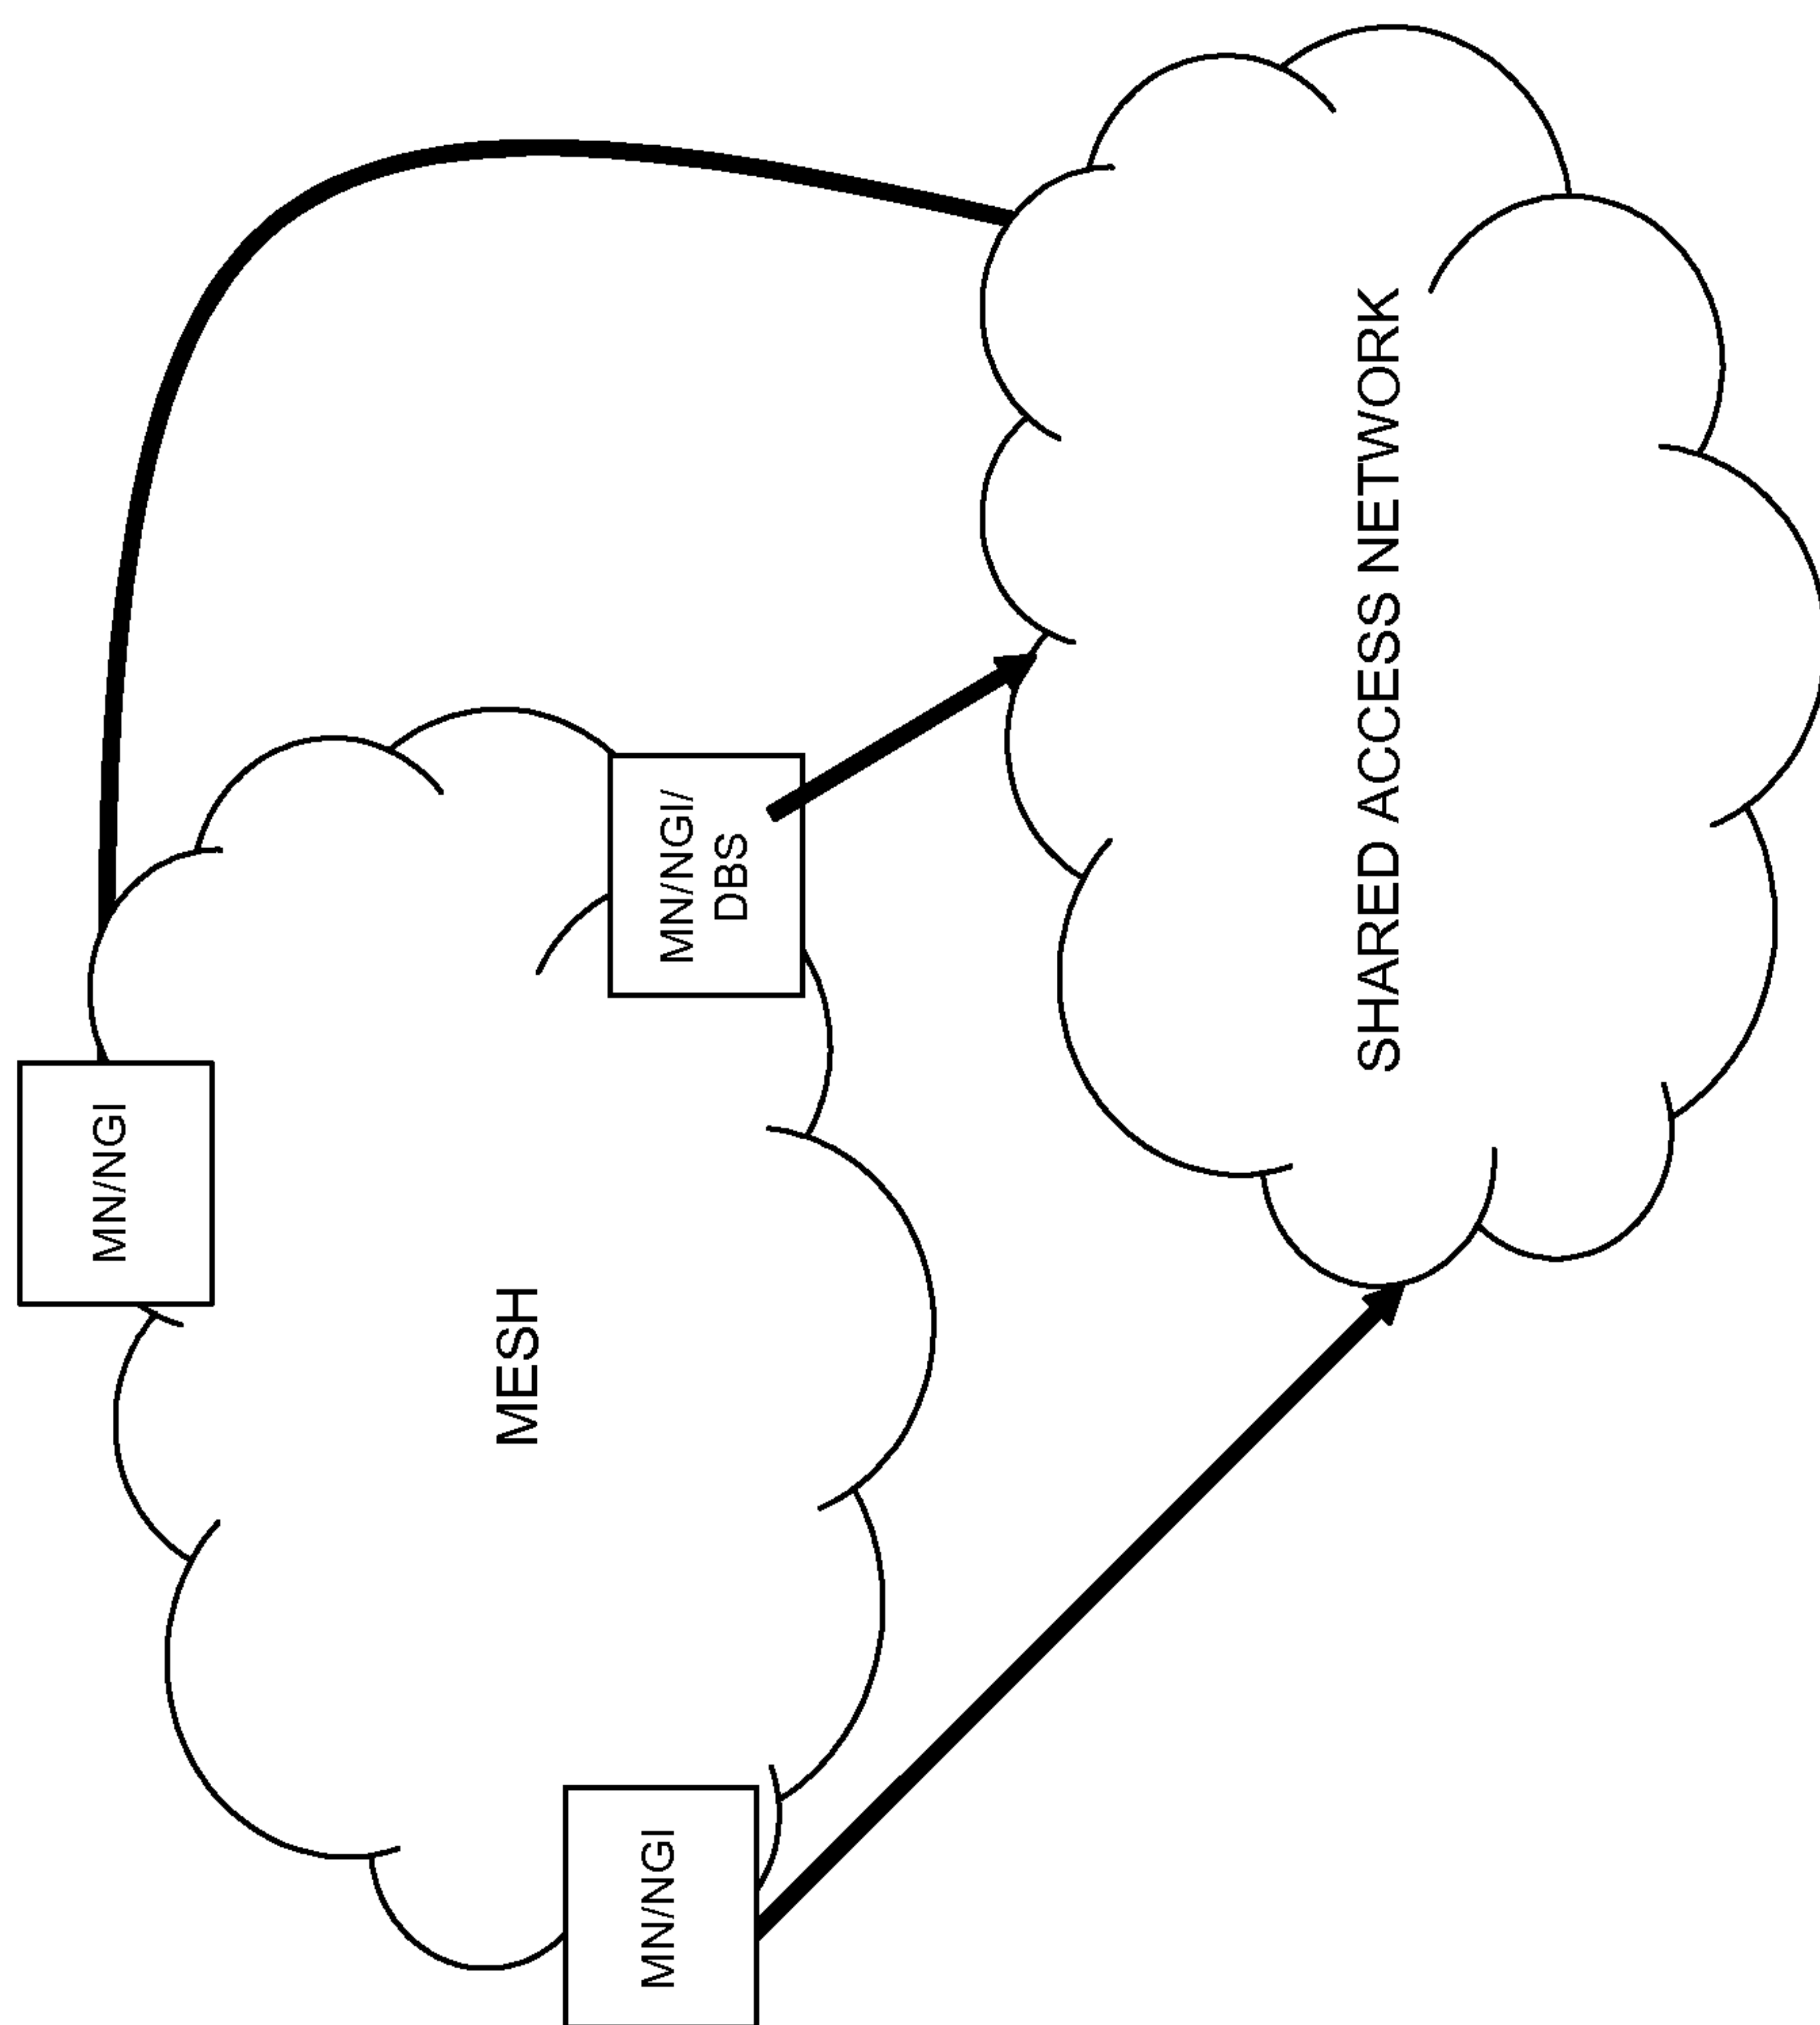 MN/NGI
MESH
MN/NGI
MN/NGI/
DBS
SHARED ACCESS NETWORK